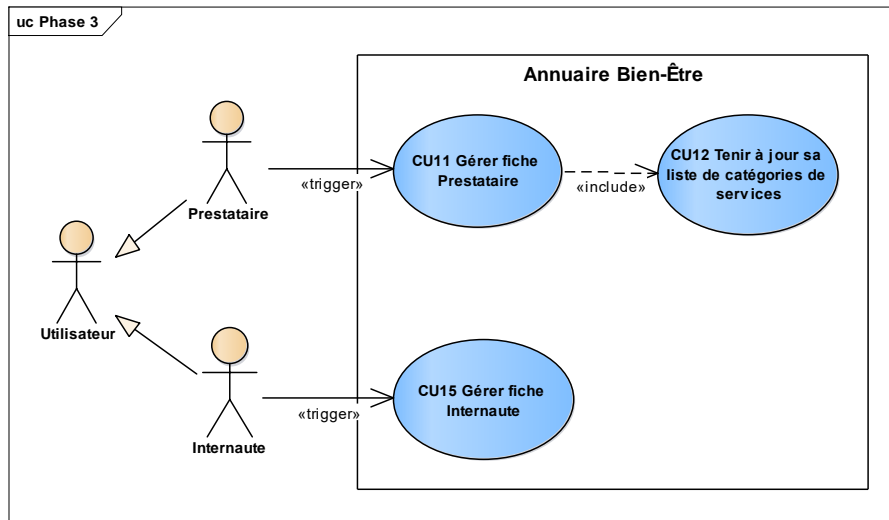 uc Phase 3
Annuaire Bien-Être
CU11 Gérer fiche
Prestataire
CU12 Tenir à jour sa
liste de catégories de
services
«trigger»
«include»
Prestataire
Utilisateur
CU15 Gérer fiche
Internaute
«trigger»
Internaute